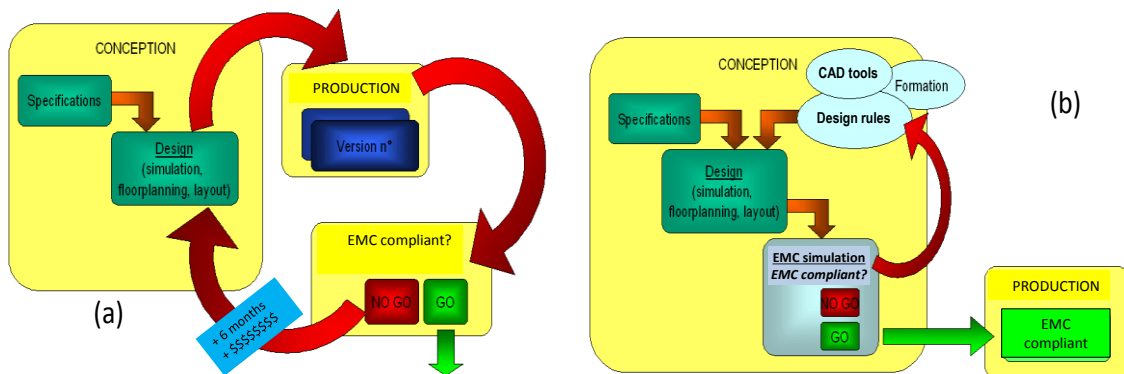 CONCEPTION
Specifications
Design
(simulation,
floorplanning, layout)
PRODUCTION
Version n°
EMC compliant?
NO GO
GO
+ 6 months
+ $$$$$$$$
(a)
CONCEPTION
CAD tools
Formation
Design rules
Specifications
Design
(simulation,
floorplanning, layout)
EMC simulation
EMC compliant?
NO GO
GO
PRODUCTION
EMC
compliant
(b)